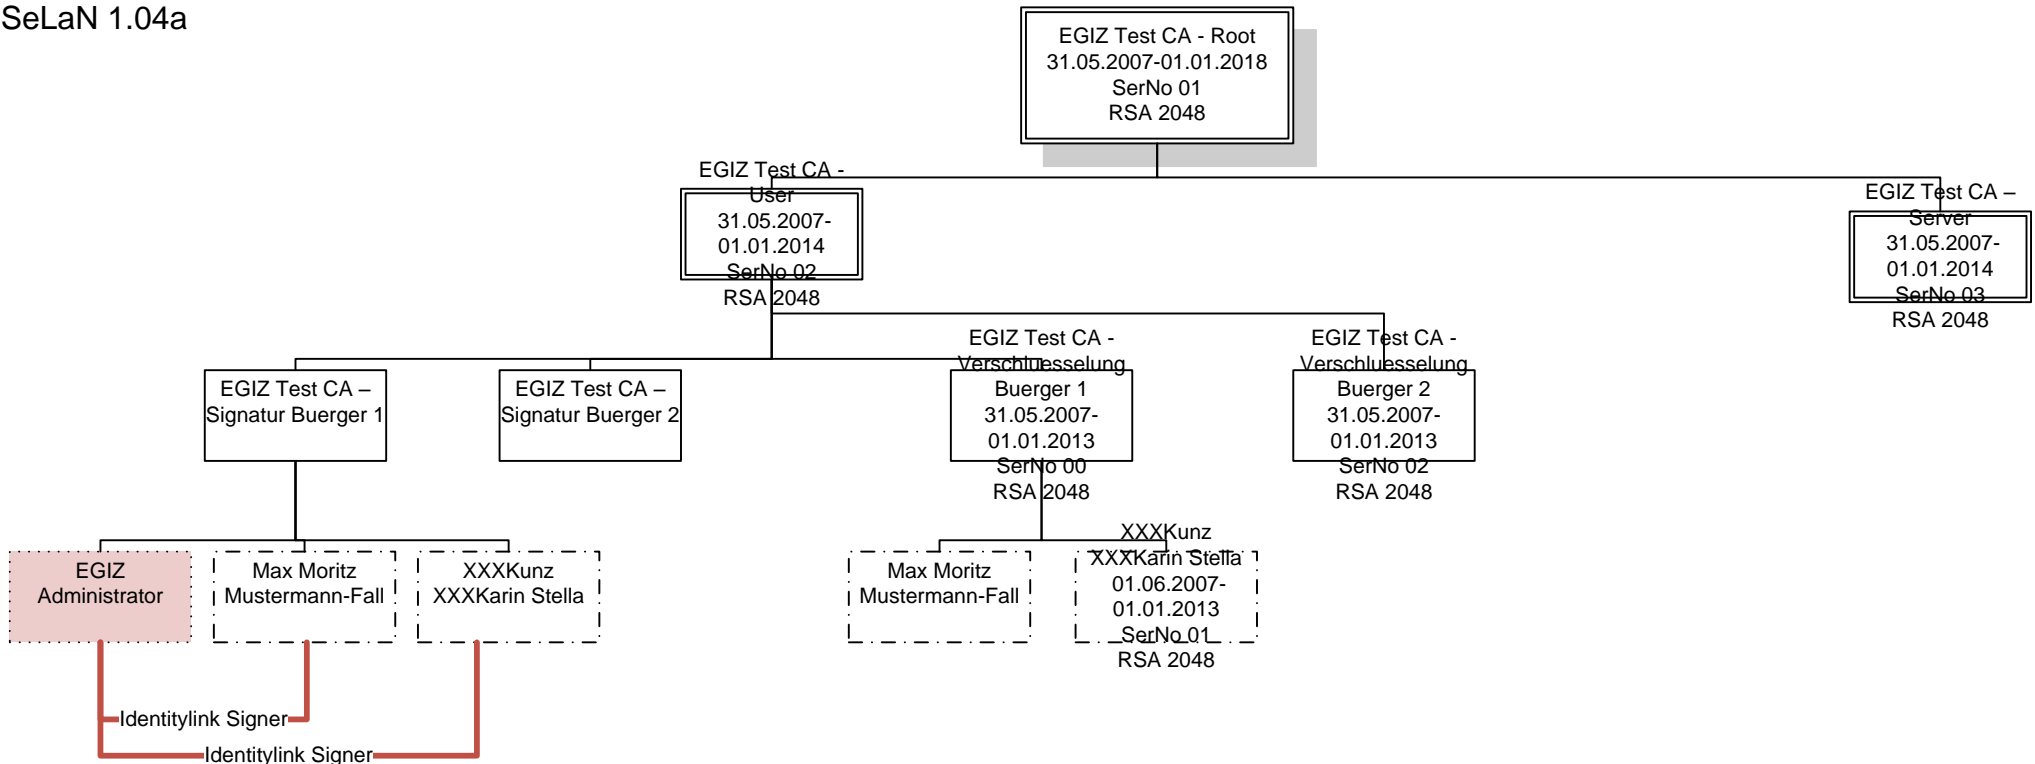 SeLaN 1.04a
EGIZ Test CA - Root
31.05.2007-01.01.2018
SerNo 01
RSA 2048
EGIZ Test CA -
User
31.05.2007-
01.01.2014
SerNo 02
RSA 2048
EGIZ Test CA –
Server
31.05.2007-
01.01.2014
SerNo 03
RSA 2048
EGIZ Test CA –
Signatur Buerger 1
EGIZ Test CA –
Signatur Buerger 2
EGIZ Test CA -
Verschluesselung
Buerger 1
31.05.2007-
01.01.2013
SerNo 00
RSA 2048
EGIZ Test CA -
Verschluesselung
Buerger 2
31.05.2007-
01.01.2013
SerNo 02
RSA 2048
EGIZ
Administrator
Max Moritz
Mustermann-Fall
XXXKunz
XXXKarin Stella
Max Moritz
Mustermann-Fall
XXXKunz
XXXKarin Stella
01.06.2007-
01.01.2013
SerNo 01
RSA 2048
Identitylink Signer
Identitylink Signer